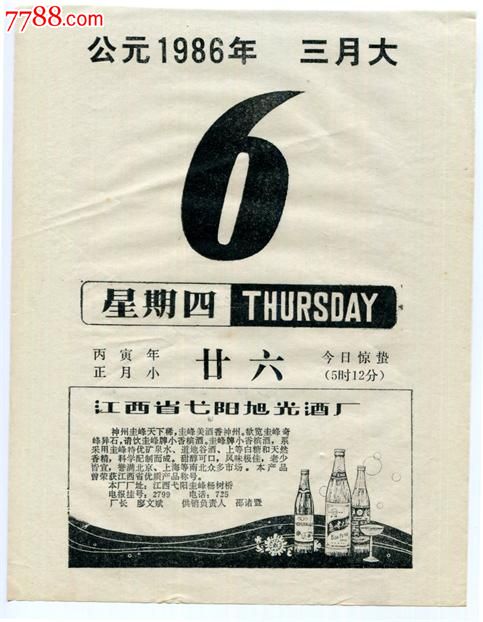 7788.com
公元1986年 三月大
6
星期四 THURSDAY
丙寅年 廿六 今日惊蛰
正月小 (5时12分)
江西省弋阳旭光酒厂
神州圭峰天下稀,圭峰美酒香神州。欲览圭峰奇
峰异石,请饮圭峰牌小香槟酒。圭峰牌小香槟酒,系
采用圭峰特优矿泉水、道地谷酒、上等白糖和天然
香精,科学配制而成。甜醇可口,风味极佳,老少
皆宜,誉满北京、上海等南北众多市场。本产品
曾荣获江西省优质产品称号。
本厂厂址:江西弋阳圭峰杨树桥
电报挂号:2799 电话:725
厂长 廖文斌 供销负责人 邵诸暨